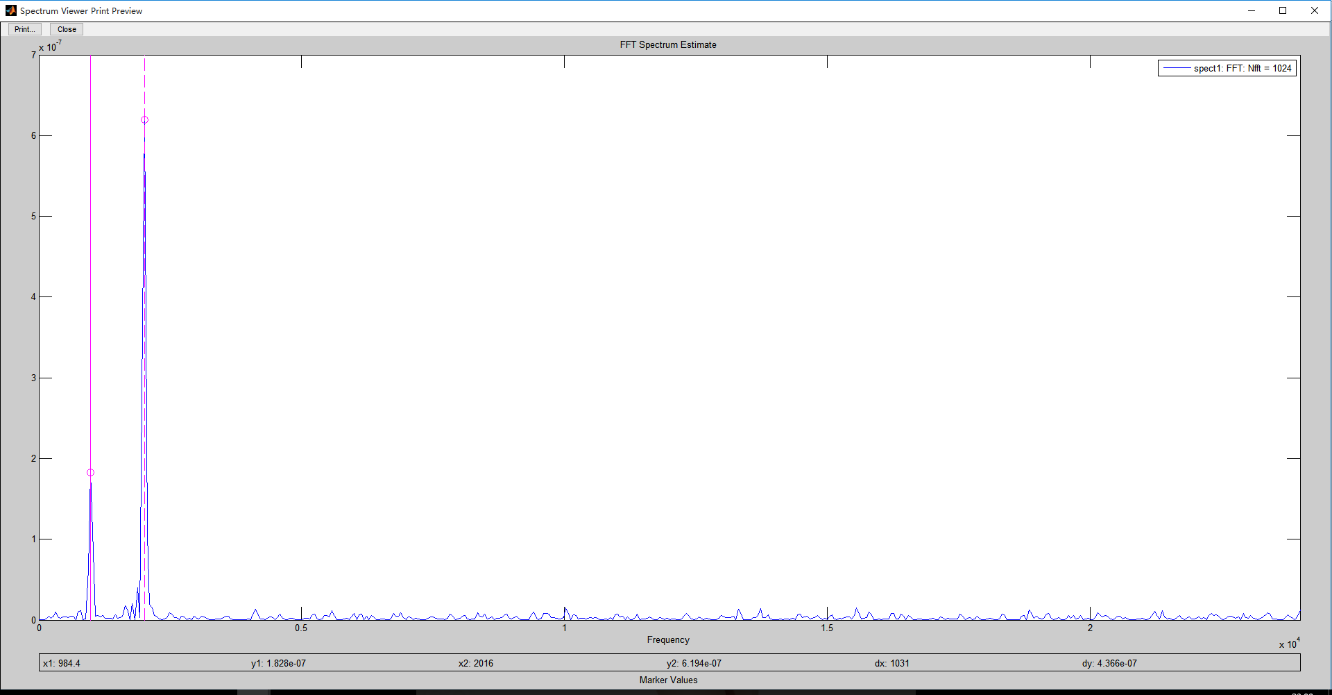 Spectrum Viewer Print Preview
Print... Close
FFT Spectrum Estimate
x 10^-7
7
spect1: FFT: Nfft = 1024
6
5
4
3
2
1
0
0 0.5 1 1.5 2
Frequency
x 10^4
x1: 984.4 y1: 1.828e-07 x2: 2016 y2: 6.194e-07 dx: 1031 dy: 4.366e-07
Marker Values